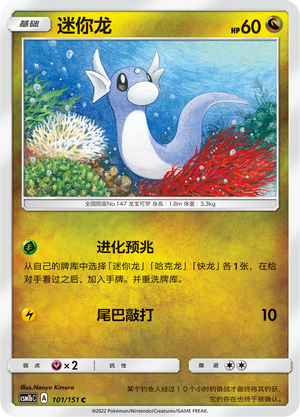 基础 迷你龙 HP60
全国图鉴No.147 龙宝可梦 身高：1.8m 体重：3.3kg
进化预兆
从自己的牌库中选择「迷你龙」「哈克龙」「快龙」各1张，在给
对手看过之后，加入手牌。并重洗牌库。
尾巴敲打 10
弱点 ×2 抗性 撤退
Illus.Naoyo Kimura
CSM1b C A 101/151 C
某个钓鱼人经过１０个小时的奋战才最终将其钓上，
它的存在也终于被确认。
©2022 Pokémon/Nintendo/Creatures/GAME FREAK.